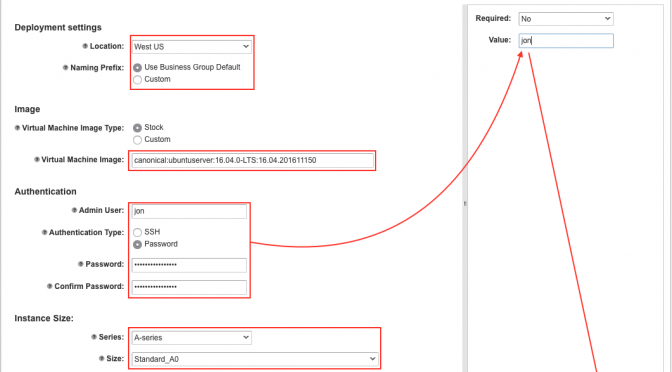 Deployment settings
Location: West US
Naming Prefix: Use Business Group Default
Custom
Image
Virtual Machine Image Type: Stock
Custom
Virtual Machine Image: canonical:ubuntuserver:16.04.0-LTS:16.04.201611150
Authentication
Admin User: jon
Authentication Type: SSH
Password
Password: ••••••••••••••••
Confirm Password: ••••••••••••••••
Instance Size:
Series: A-series
Size: Standard_A0
Required: No
Value: jon